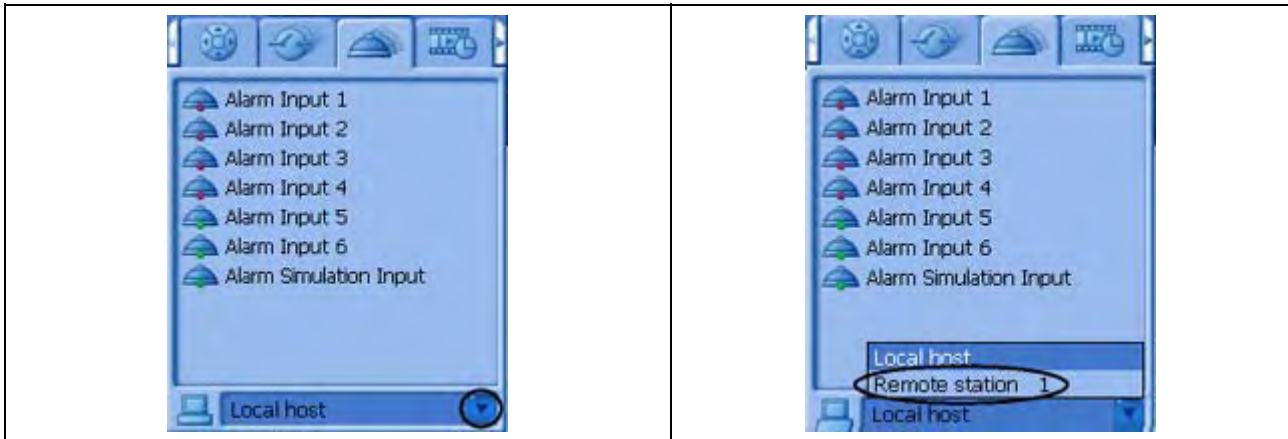 Alarm Input 1
Alarm Input 2
Alarm Input 3
Alarm Input 4
Alarm Input 5
Alarm Input 6
Alarm Simulation Input
Local host
Alarm Input 1
Alarm Input 2
Alarm Input 3
Alarm Input 4
Alarm Input 5
Alarm Input 6
Alarm Simulation Input
Local host
Remote station 1
Local host